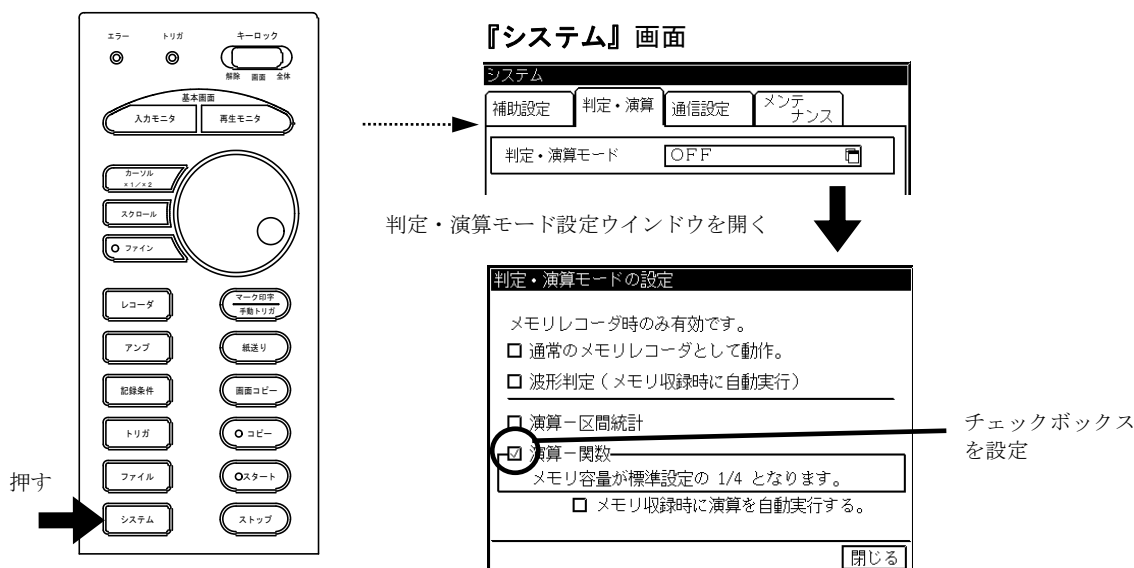 エラー
トリガ
キーロック
解除 画面 全体
基本画面
入力モニタ
再生モニタ
カーソル
×1/×2
スクロール
ファイン
レコーダ
マーク印字
手動トリガ
アンプ
紙送り
記録条件
画面コピー
トリガ
コピー
ファイル
スタート
システム
ストップ
押す
『システム』画面
システム
補助設定
判定・演算
通信設定
メンテ
ナンス
判定・演算モード
OFF
判定・演算モード設定ウインドウを開く
判定・演算モードの設定
メモリレコーダ時のみ有効です。
通常のメモリレコーダとして動作。
波形判定(メモリ収録時に自動実行)
演算－区間統計
演算－関数
メモリ容量が標準設定の 1/4 となります。
メモリ収録時に演算を自動実行する。
閉じる
チェックボックス
を設定